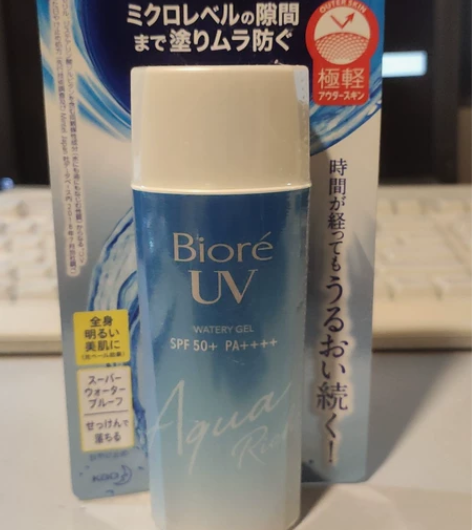 ミクロレベルの隙間
まで塗りムラ防ぐ
OUTER SKIN
極軽
アウタースキン
時間が経ってもうるおい続く!
Bioré
UV
WATERY GEL
SPF 50+ PA++++
Aqua
Rich
全身
明るい
美肌に
スーパー
ウォーター
プルーフ
せっけんで
落ちる
Kao